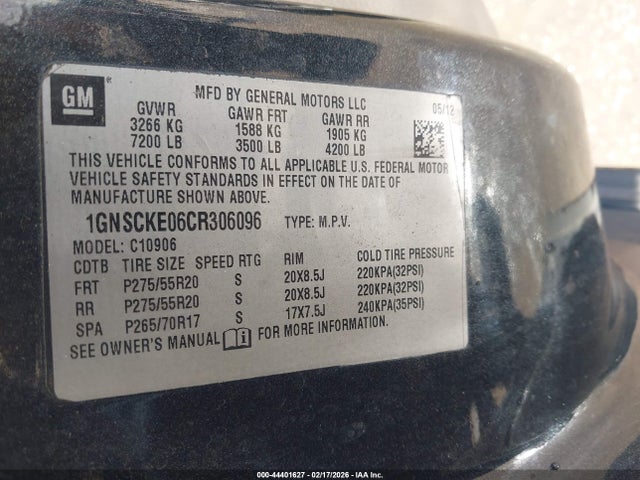 GM
MFD BY GENERAL MOTORS LLC
05/12
GVWR GAWR FRT GAWR RR
3266 KG 1588 KG 1905 KG
7200 LB 3500 LB 4200 LB
THIS VEHICLE CONFORMS TO ALL APPLICABLE U.S. FEDERAL MOTOR
VEHICLE SAFETY STANDARDS IN EFFECT ON THE DATE OF
MANUFACTURE SHOWN ABOVE.
1GNSCKE06CR306096 TYPE: M.P.V.
MODEL: C10906
CDTB TIRE SIZE SPEED RTG RIM COLD TIRE PRESSURE
FRT P275/55R20 S 20X8.5J 220KPA(32PSI)
RR P275/55R20 S 20X8.5J 220KPA(32PSI)
SPA P265/70R17 S 17X7.5J 240KPA(35PSI)
SEE OWNER'S MANUAL FOR MORE INFORMATION.
000-44401627 - 02/17/2026 - IAA Inc.